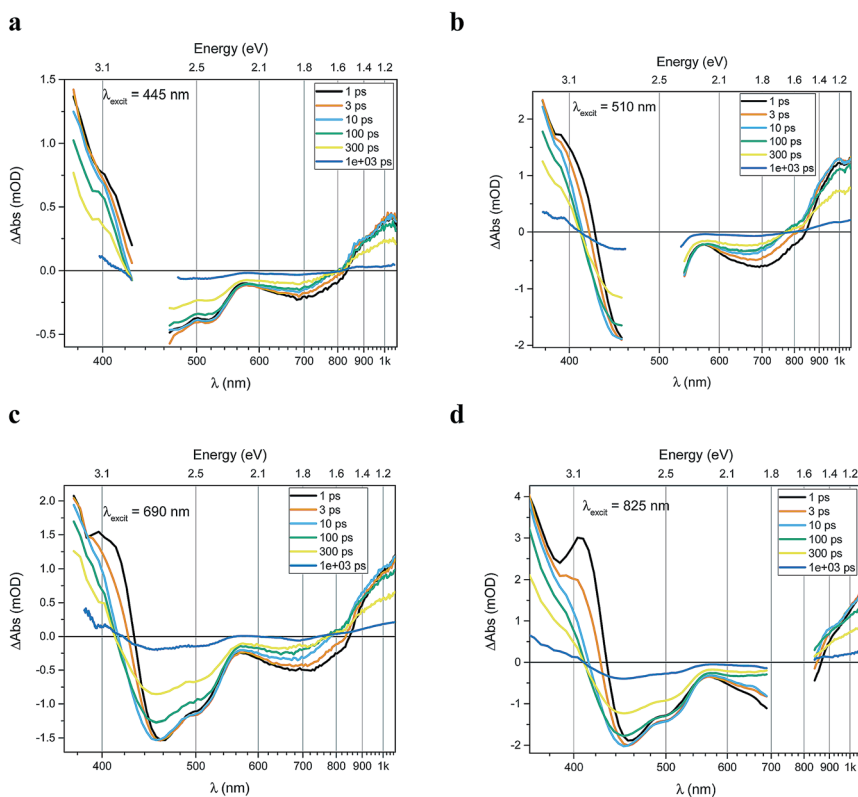 a
Energy (eV)
3.1 2.5 2.1 1.8 1.6 1.4 1.2
λexcit = 445 nm
1 ps
3 ps
10 ps
100 ps
300 ps
1e+03 ps
ΔAbs (mOD)
1.5
1.0
0.5
0.0
-0.5
400 500 600 700 800 900 1k
λ (nm)
b
Energy (eV)
3.1 2.5 2.1 1.8 1.6 1.4 1.2
λexcit = 510 nm
1 ps
3 ps
10 ps
100 ps
300 ps
1e+03 ps
ΔAbs (mOD)
2
1
0
-1
-2
400 500 600 700 800 900 1k
λ (nm)
c
Energy (eV)
3.1 2.5 2.1 1.8 1.6 1.4 1.2
λexcit = 690 nm
1 ps
3 ps
10 ps
100 ps
300 ps
1e+03 ps
ΔAbs (mOD)
2.0
1.5
1.0
0.5
0.0
-0.5
-1.0
-1.5
400 500 600 700 800 900 1k
λ (nm)
d
Energy (eV)
3.1 2.5 2.1 1.8 1.6 1.4 1.2
λexcit = 825 nm
1 ps
3 ps
10 ps
100 ps
300 ps
1e+03 ps
ΔAbs (mOD)
4
3
2
1
0
-1
-2
400 500 600 700 800 900 1k
λ (nm)